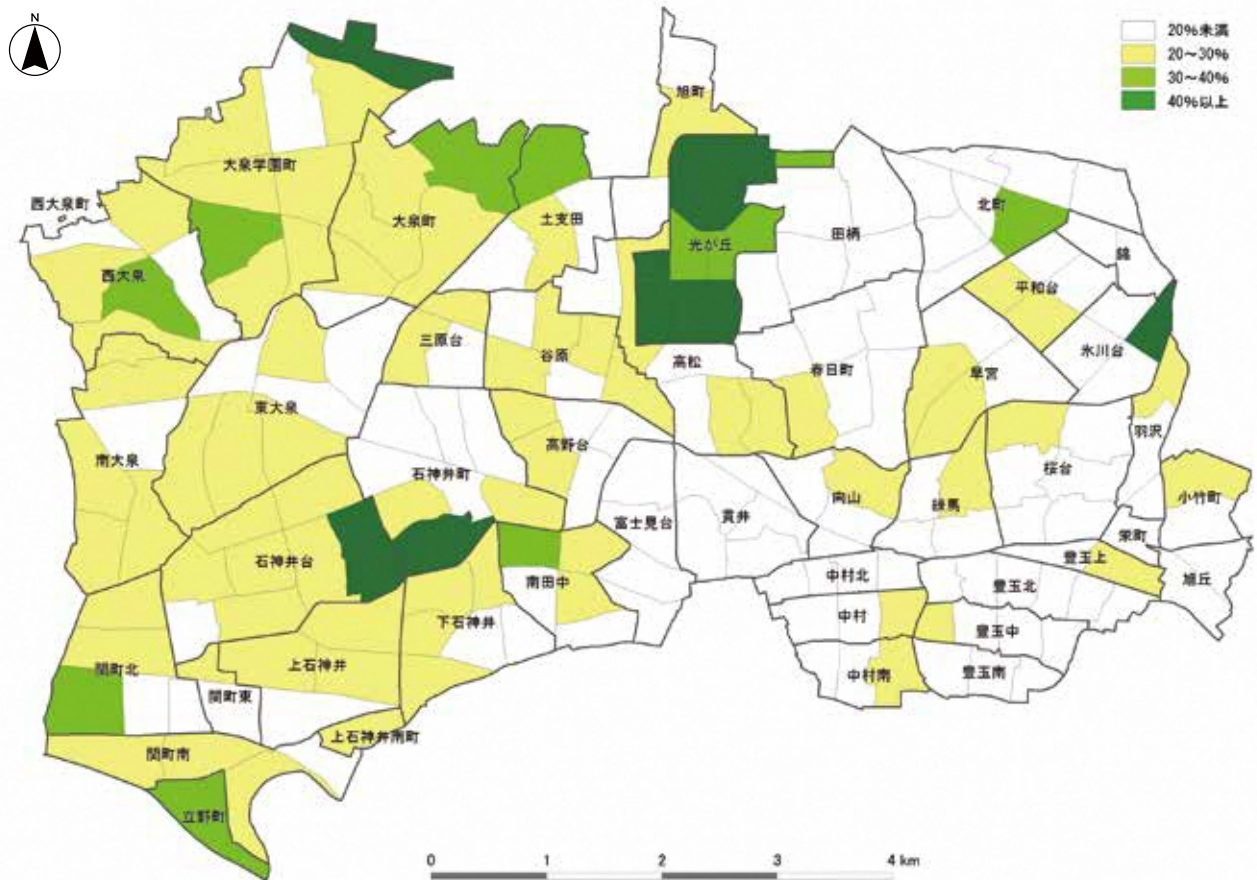 N
20%未満
20~30%
30~40%
40%以上
旭町
大泉学園町
西大泉町
大泉町
土支田
光が丘
田柄
北町
錦
西大泉
平和台
三原台
谷原
高松
春日町
氷川台
早宮
東大泉
南大泉
石神井町
高野台
羽沢
桜台
向山
練馬
小竹町
富士見台
貫井
栄町
石神井台
南田中
中村北
豊玉上
旭丘
豊玉北
下石神井
中村
豊玉中
上石神井
関町北
中村南
豊玉南
関町東
上石神井南町
関町南
立野町
0 1 2 3 4 km